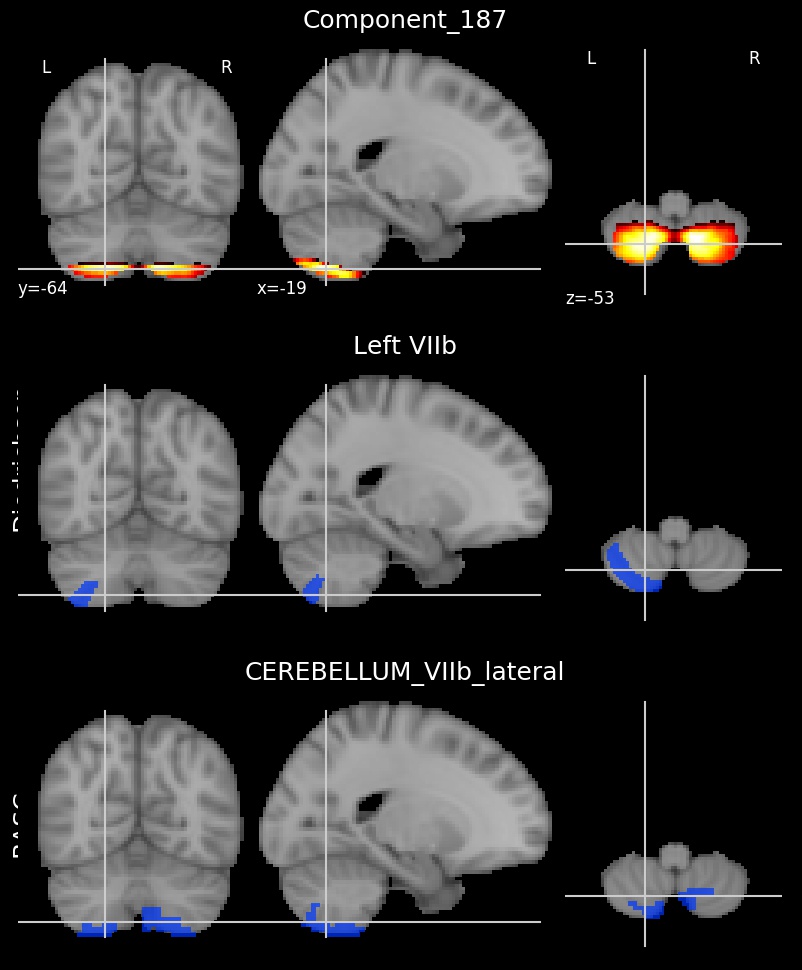 Component_187
L R L R
y=-64 x=-19 z=-53
Left VIIb
CEREBELLUM_VIIb_lateral